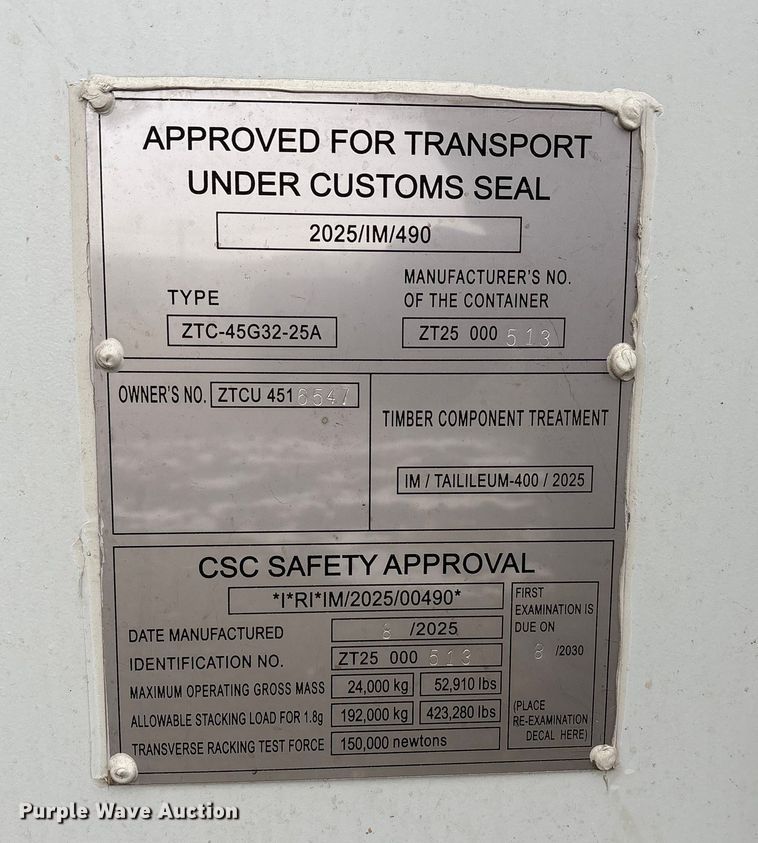 APPROVED FOR TRANSPORT
UNDER CUSTOMS SEAL
2025/IM/490
TYPE
ZTC-45G32-25A
MANUFACTURER'S NO.
OF THE CONTAINER
ZT25 000 513
OWNER'S NO. ZTCU 4516547
TIMBER COMPONENT TREATMENT
IM / TAILILEUM-400 / 2025
CSC SAFETY APPROVAL
*I*RI*IM/2025/00490*
DATE MANUFACTURED 8 /2025
IDENTIFICATION NO. ZT25 000 513
MAXIMUM OPERATING GROSS MASS 24,000 kg 52,910 lbs
ALLOWABLE STACKING LOAD FOR 1.8g 192,000 kg 423,280 lbs
TRANSVERSE RACKING TEST FORCE 150,000 newtons
FIRST
EXAMINATION IS
DUE ON
8 /2030
(PLACE
RE-EXAMINATION
DECAL HERE)
Purple Wave Auction